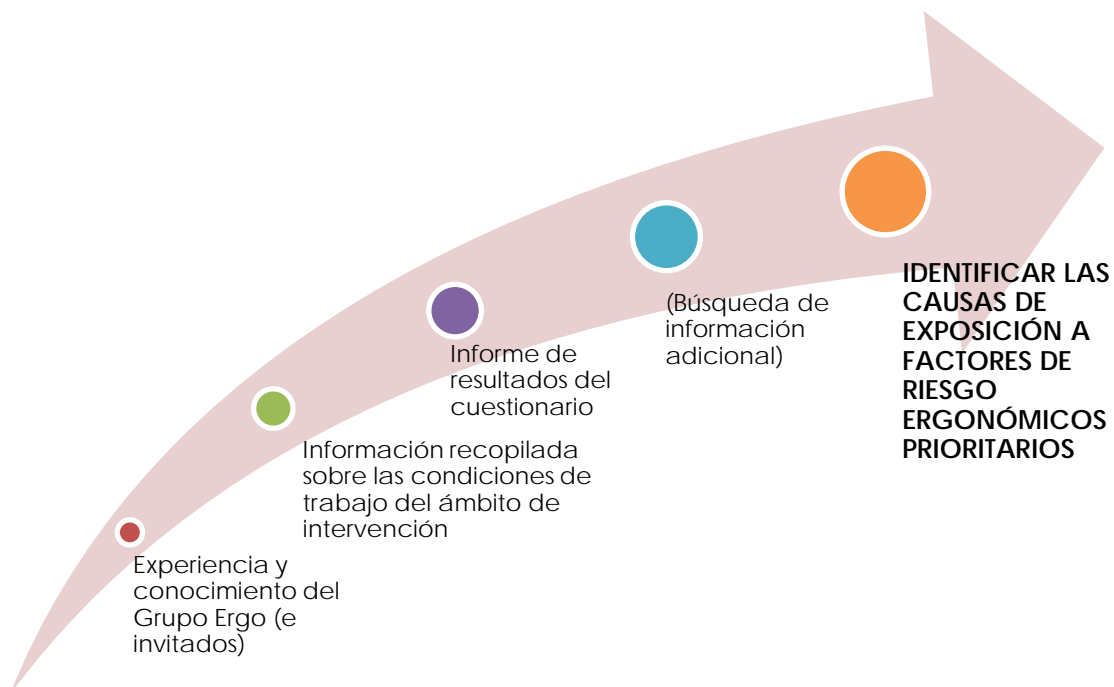 Experiencia y
conocimiento del
Grupo Ergo (e
invitados)
Información recopilada
sobre las condiciones de
trabajo del ámbito de
intervención
Informe de
resultados del
cuestionario
(Búsqueda de
información
adicional)
IDENTIFICAR LAS
CAUSAS DE
EXPOSICIÓN A
FACTORES DE
RIESGO
ERGONÓMICOS
PRIORITARIOS